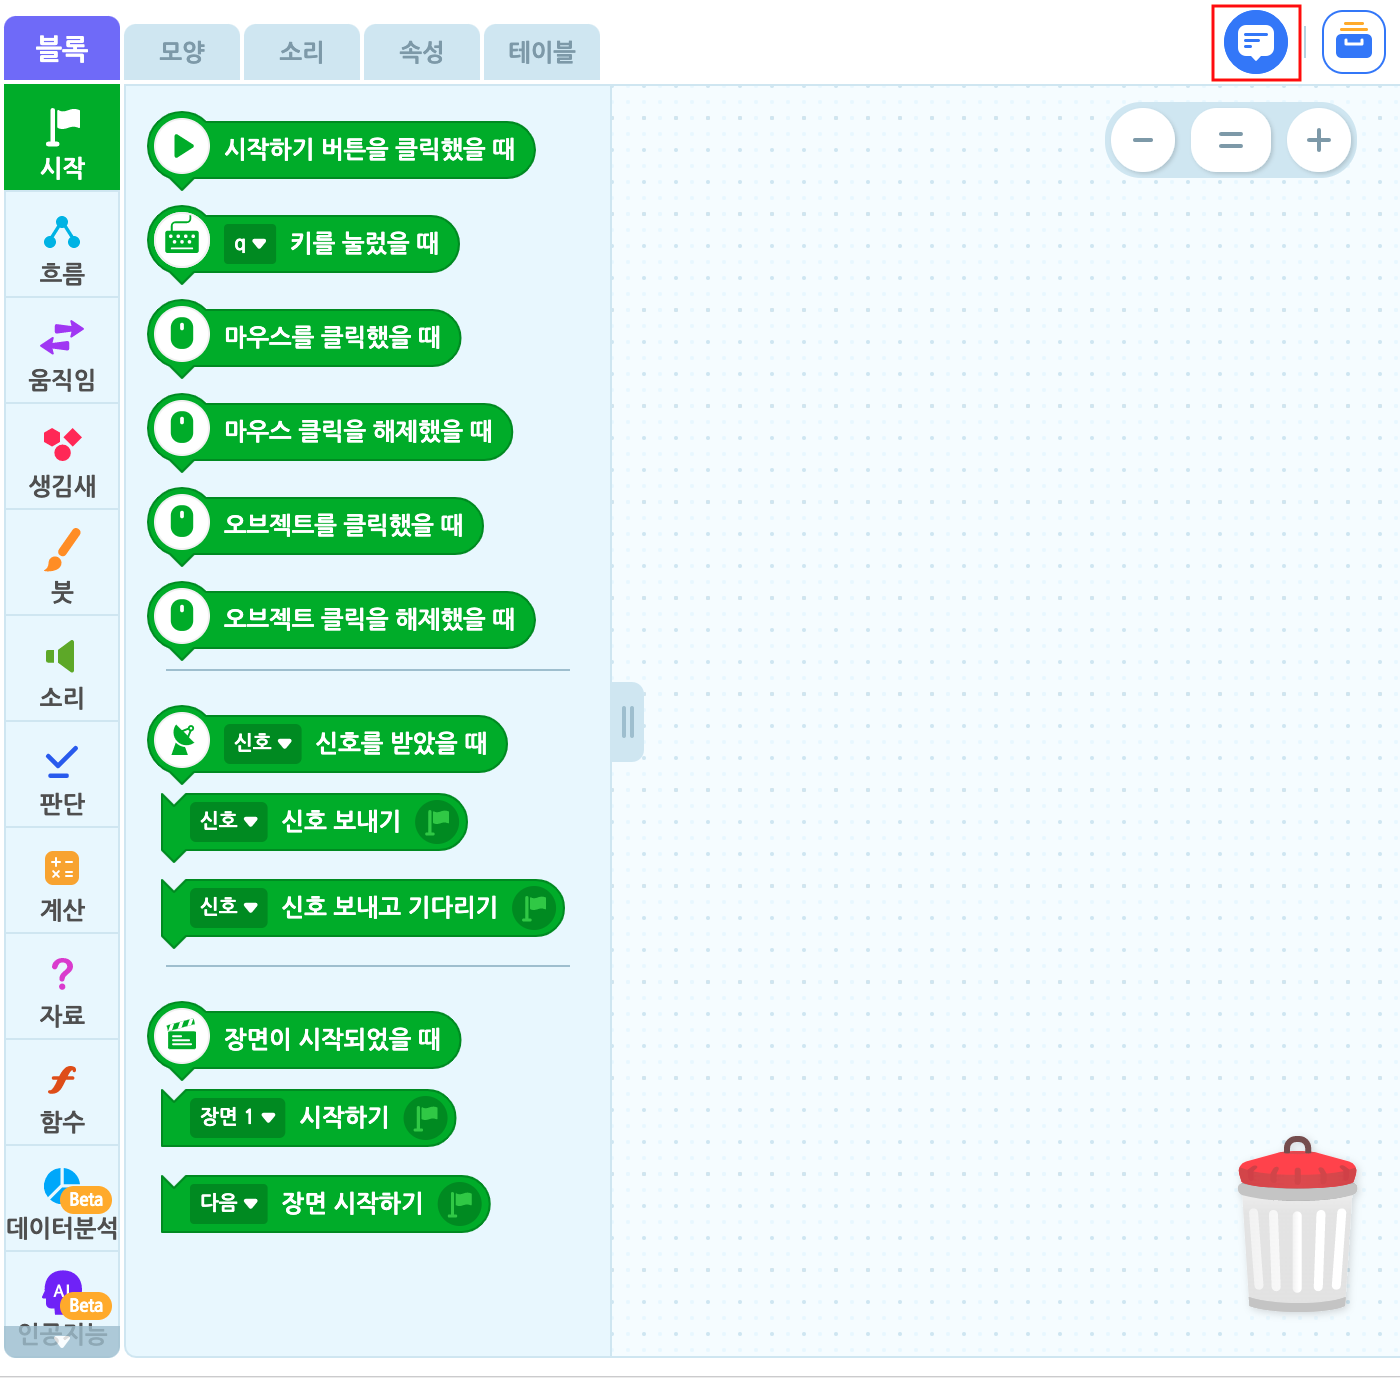 블록
모양
소리
속성
테이블
시작
흐름
움직임
생김새
붓
소리
판단
계산
자료
함수
Beta
데이터분석
AI
Beta
인공지능
시작하기 버튼을 클릭했을 때
q 키를 눌렀을 때
마우스를 클릭했을 때
마우스 클릭을 해제했을 때
오브젝트를 클릭했을 때
오브젝트 클릭을 해제했을 때
신호 신호를 받았을 때
신호 신호 보내기
신호 신호 보내고 기다리기
장면이 시작되었을 때
장면 1 시작하기
다음 장면 시작하기